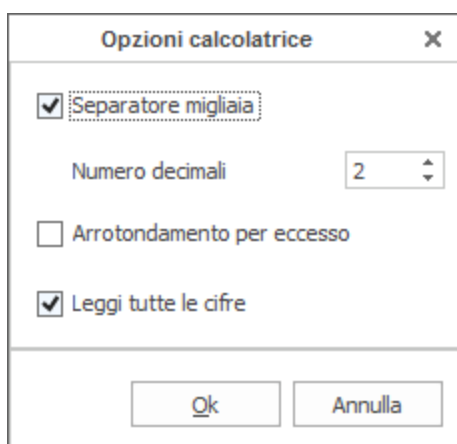 Opzioni calcolatrice
Separatore migliaia
Numero decimali 2
Arrotondamento per eccesso
Leggi tutte le cifre
Ok Annulla